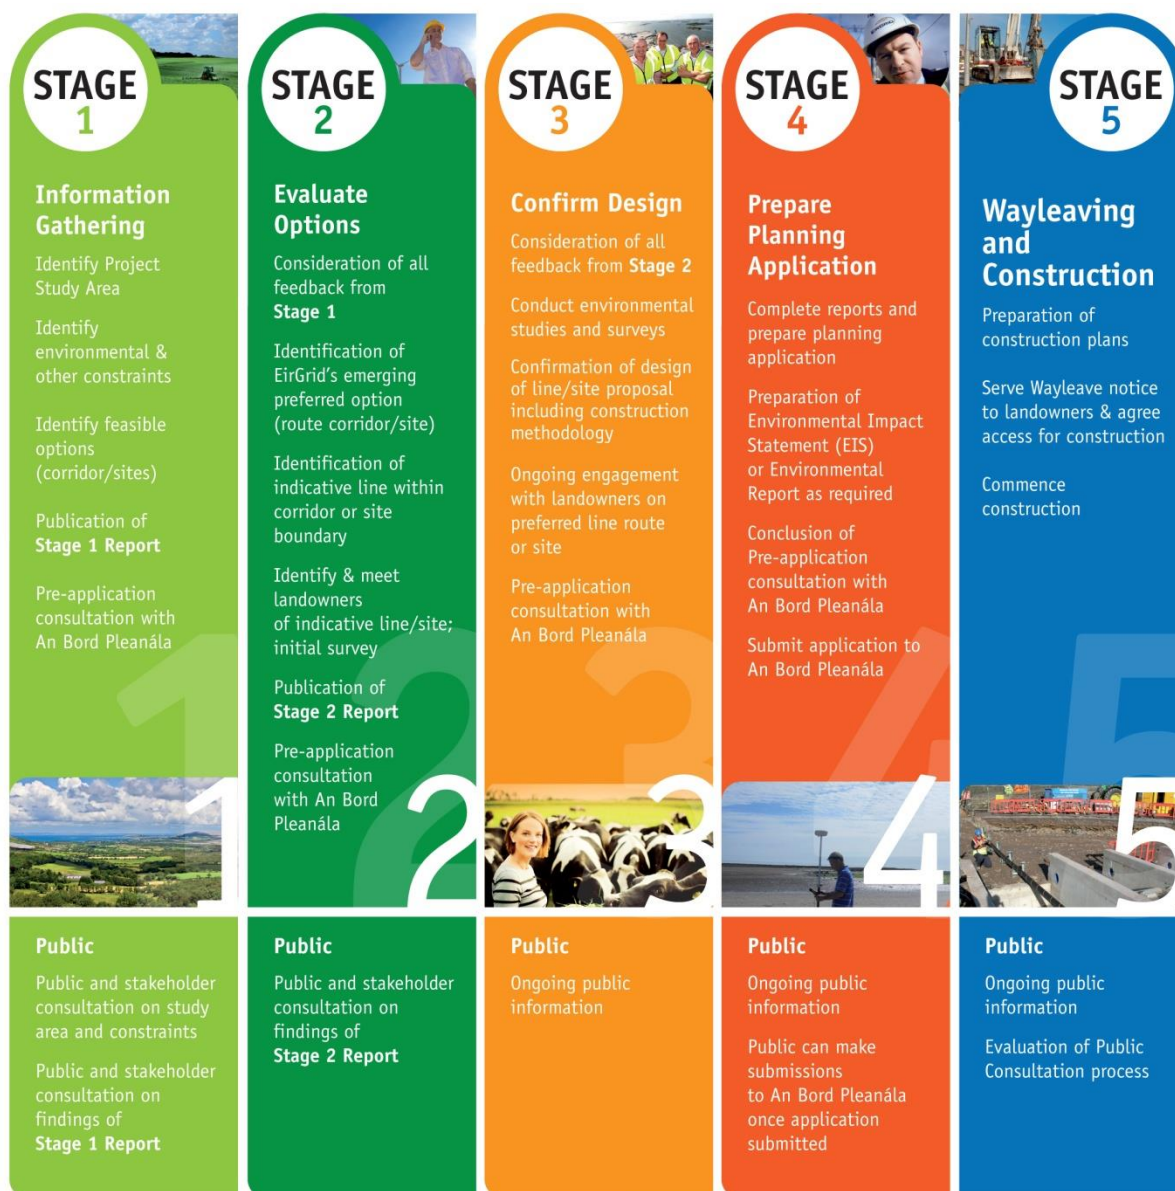 STAGE
1
Information
Gathering
Identify Project
Study Area
Identify
environmental &
other constraints
Identify feasible
options
(corridor/sites)
Publication of
Stage 1 Report
Pre-application
consultation with
An Bord Pleanála
1
1
Public
Public and stakeholder
consultation on study
area and constraints
Public and stakeholder
consultation on
findings of
Stage 1 Report
STAGE
2
Evaluate
Options
Consideration of all
feedback from
Stage 1
Identification of
EirGrid's emerging
preferred option
(route corridor/site)
Identification of
indicative line within
corridor or site
boundary
Identify & meet
landowners
of indicative line/site;
initial survey
Publication of
Stage 2 Report
Pre-application
consultation
with An Bord
Pleanála
2
2
Public
Public and stakeholder
consultation on
findings of
Stage 2 Report
STAGE
3
Confirm Design
Consideration of all
feedback from Stage 2
Conduct environmental
studies and surveys
Confirmation of design
of line/site proposal
including construction
methodology
Ongoing engagement
with landowners on
preferred line route
or site
Pre-application
consultation with
An Bord Pleanála
3
3
Public
Ongoing public
information
STAGE
4
Prepare
Planning
Application
Complete reports and
prepare planning
application
Preparation of
Environmental Impact
Statement (EIS)
or Environmental
Report as required
Conclusion of
Pre-application
consultation with
An Bord Pleanála
Submit application to
An Bord Pleanála
4
4
Public
Ongoing public
information
Public can make
submissions
to An Bord Pleanála
once application
submitted
STAGE
5
Wayleaving
and
Construction
Preparation of
construction plans
Serve Wayleave notice
to landowners & agree
access for construction
Commence
construction
5
5
Public
Ongoing public
information
Evaluation of Public
Consultation process